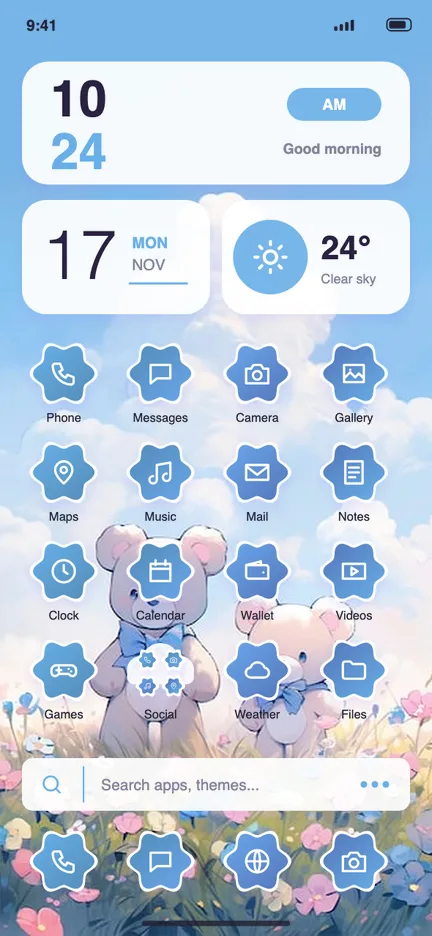 9:41
10
24
AM
Good morning
17
MON
NOV
24°
Clear sky
Phone
Messages
Camera
Gallery
Maps
Music
Mail
Notes
Clock
Calendar
Wallet
Videos
Games
Social
Weather
Files
Search apps, themes...